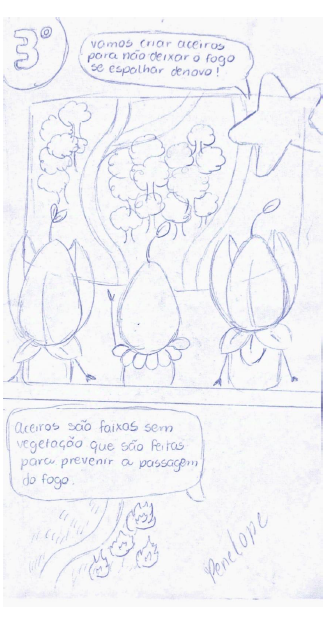 3º
vamos criar aceiros
para não deixar o fogo
se espalhar denovo!
aceiros são faixas sem
vegetação que são feitas
para prevenir a passagem
do fogo.
Penelope